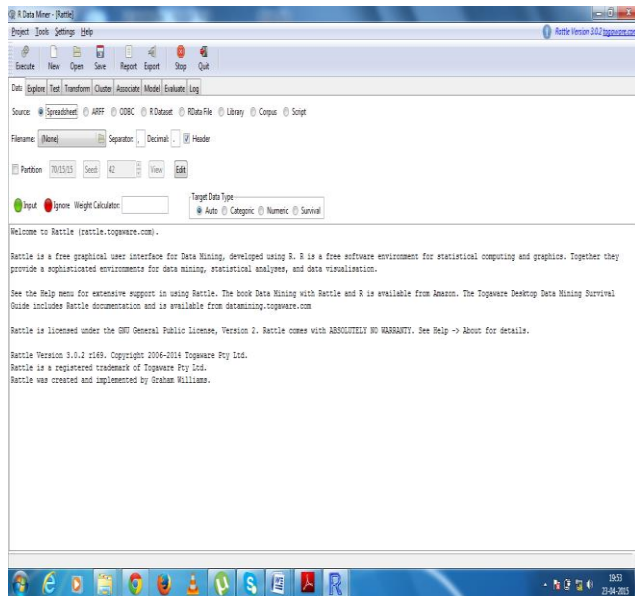 R Data Miner - [Rattle]
Project Tools Settings Help
Rattle Version 3.0.2 togaware.com
Execute New Open Save Report Export Stop Quit
Data Explore Test Transform Cluster Associate Model Evaluate Log
Source: Spreadsheet ARFF ODBC R Dataset RData File Library Corpus Script
Filename: (None) Separator: , Decimal: . Header
Partition 70/15/15 Seed: 42 View Edit
Input Ignore Weight Calculator: Target Data Type
Auto Categoric Numeric Survival
Welcome to Rattle (rattle.togaware.com).
Rattle is a free graphical user interface for Data Mining, developed using R. R is a free software environment for statistical computing and graphics. Together they
provide a sophisticated environments for data mining, statistical analyses, and data visualisation.
See the Help menu for extensive support in using Rattle. The book Data Mining with Rattle and R is available from Amazon. The Togaware Desktop Data Mining Survival
Guide includes Rattle documentation and is available from datamining.togaware.com
Rattle is licensed under the GNU General Public License, Version 2. Rattle comes with ABSOLUTELY NO WARRANTY. See Help -> About for details.
Rattle Version 3.0.2 r169. Copyright 2006-2014 Togaware Pty Ltd.
Rattle is a registered trademark of Togaware Pty Ltd.
Rattle was created and implemented by Graham Williams.
19:53
23-04-2015